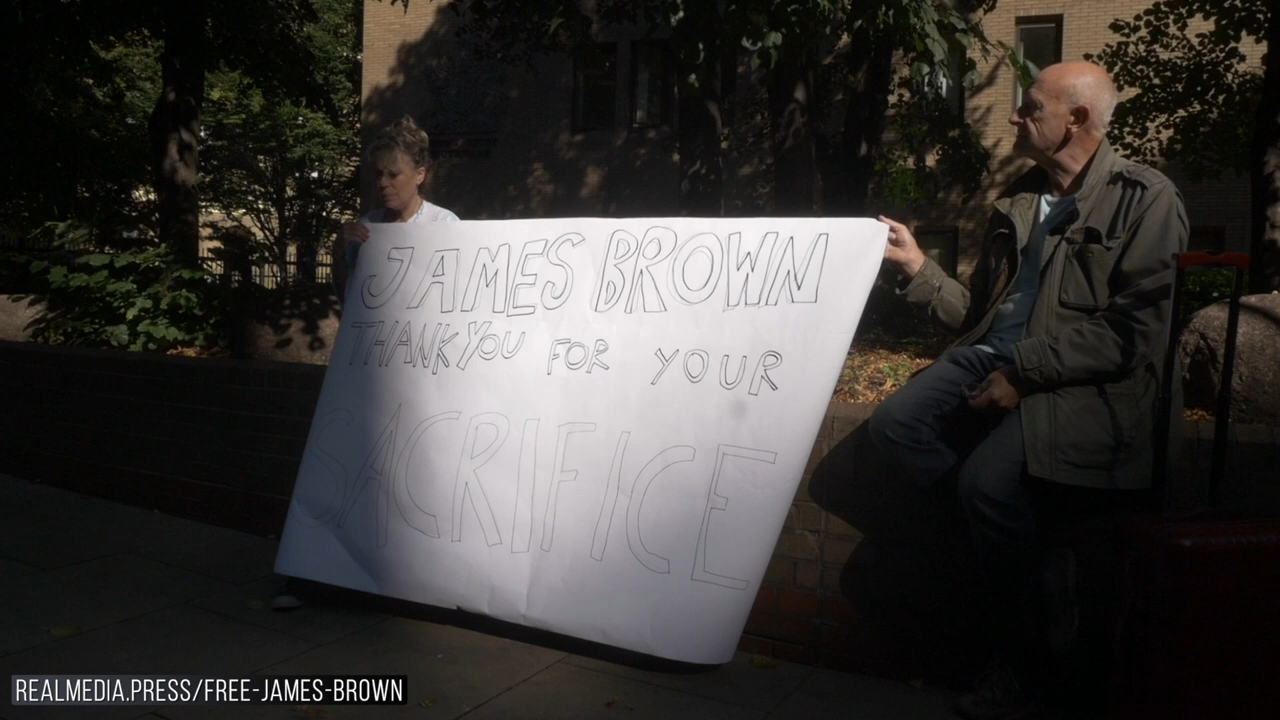 JAMES BROWN
THANK YOU FOR YOUR
SACRIFICE
REALMEDIA.PRESS/FREE-JAMES-BROWN